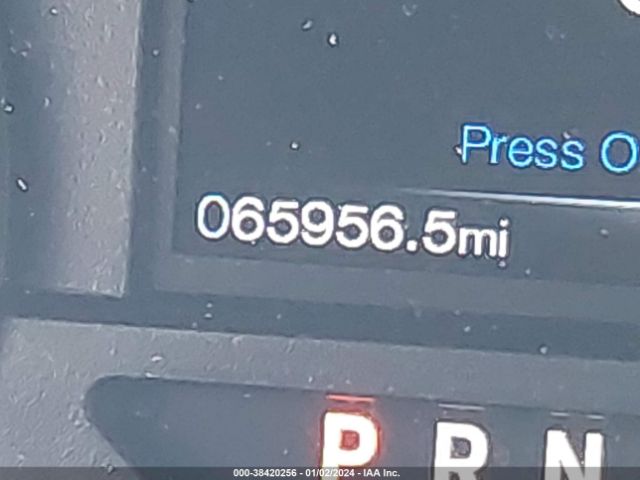 Press O
065956.5mi
P R N
000-38420256 - 01/02/2024 - IAA Inc.